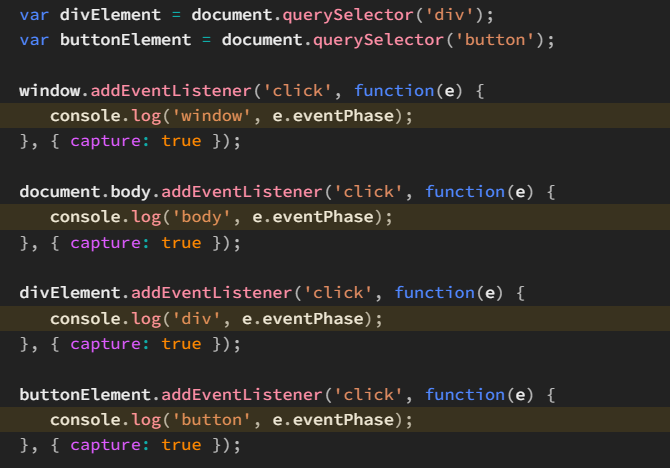 var divElement = document.querySelector('div');
var buttonElement = document.querySelector('button');

window.addEventListener('click', function(e) {
   console.log('window', e.eventPhase);
}, { capture: true });

document.body.addEventListener('click', function(e) {
   console.log('body', e.eventPhase);
}, { capture: true });

divElement.addEventListener('click', function(e) {
   console.log('div', e.eventPhase);
}, { capture: true });

buttonElement.addEventListener('click', function(e) {
   console.log('button', e.eventPhase);
}, { capture: true });